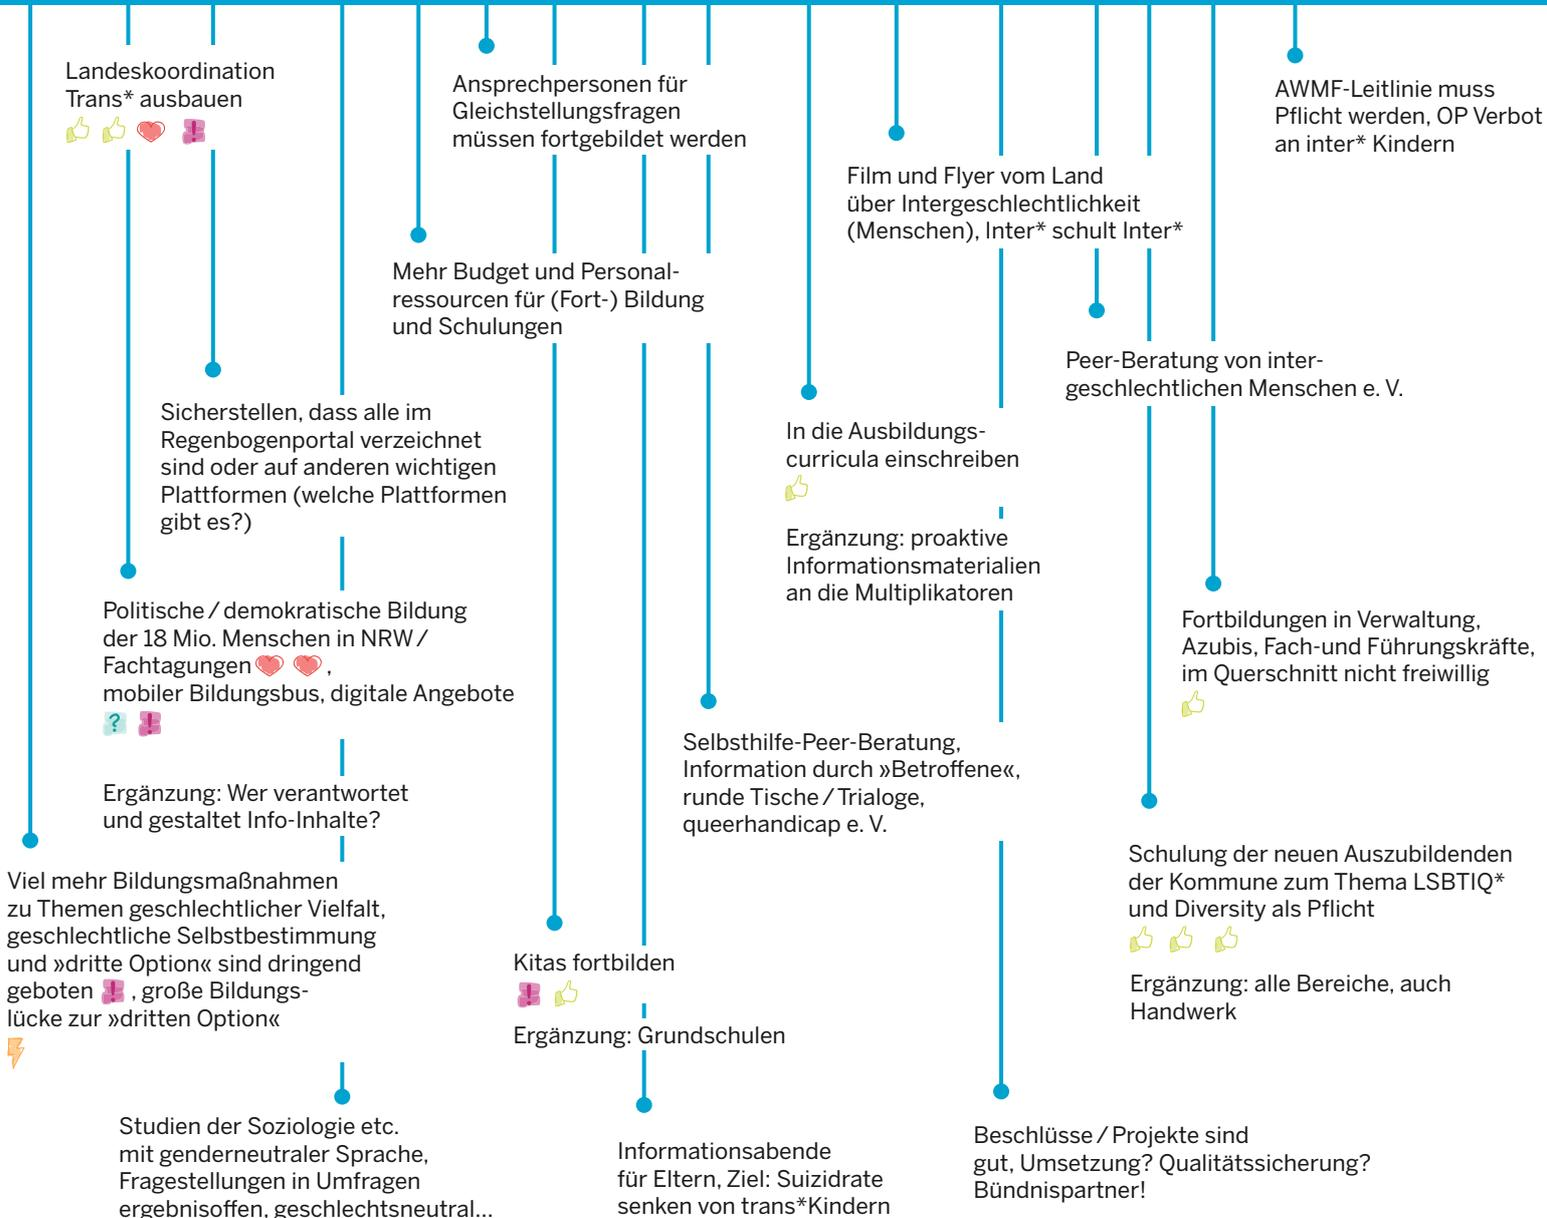 Landeskoordination
Trans* ausbauen
Ansprechpersonen für
Gleichstellungsfragen
müssen fortgebildet werden
AWMF-Leitlinie muss
Pflicht werden, OP Verbot
an inter* Kindern
Film und Flyer vom Land
über Intergeschlechtlichkeit
(Menschen), Inter* schult Inter*
Mehr Budget und Personal-
ressourcen für (Fort-) Bildung
und Schulungen
Peer-Beratung von inter-
geschlechtlichen Menschen e. V.
Sicherstellen, dass alle im
Regenbogenportal verzeichnet
sind oder auf anderen wichtigen
Plattformen (welche Plattformen
gibt es?)
In die Ausbildungs-
curricula einschreiben
Ergänzung: proaktive
Informationsmaterialien
an die Multiplikatoren
Politische / demokratische Bildung
der 18 Mio. Menschen in NRW /
Fachtagungen ,
mobiler Bildungsbus, digitale Angebote
?
!
Ergänzung: Wer verantwortet
und gestaltet Info-Inhalte?
Fortbildungen in Verwaltung,
Azubis, Fach-und Führungskräfte,
im Querschnitt nicht freiwillig
Selbsthilfe-Peer-Beratung,
Information durch »Betroffene«,
runde Tische / Trialoge,
queerhandicap e. V.
Schulung der neuen Auszubildenden
der Kommune zum Thema LSBTIQ*
und Diversity als Pflicht
Ergänzung: alle Bereiche, auch
Handwerk
Viel mehr Bildungsmaßnahmen
zu Themen geschlechtlicher Vielfalt,
geschlechtliche Selbstbestimmung
und »dritte Option« sind dringend
geboten ! , große Bildungs-
lücke zur »dritten Option«
Kitas fortbilden
!
Ergänzung: Grundschulen
Studien der Soziologie etc.
mit genderneutraler Sprache,
Fragestellungen in Umfragen
ergebnisoffen, geschlechtsneutral...
Informationsabende
für Eltern, Ziel: Suizidrate
senken von trans*Kindern
Beschlüsse / Projekte sind
gut, Umsetzung? Qualitätssicherung?
Bündnispartner!